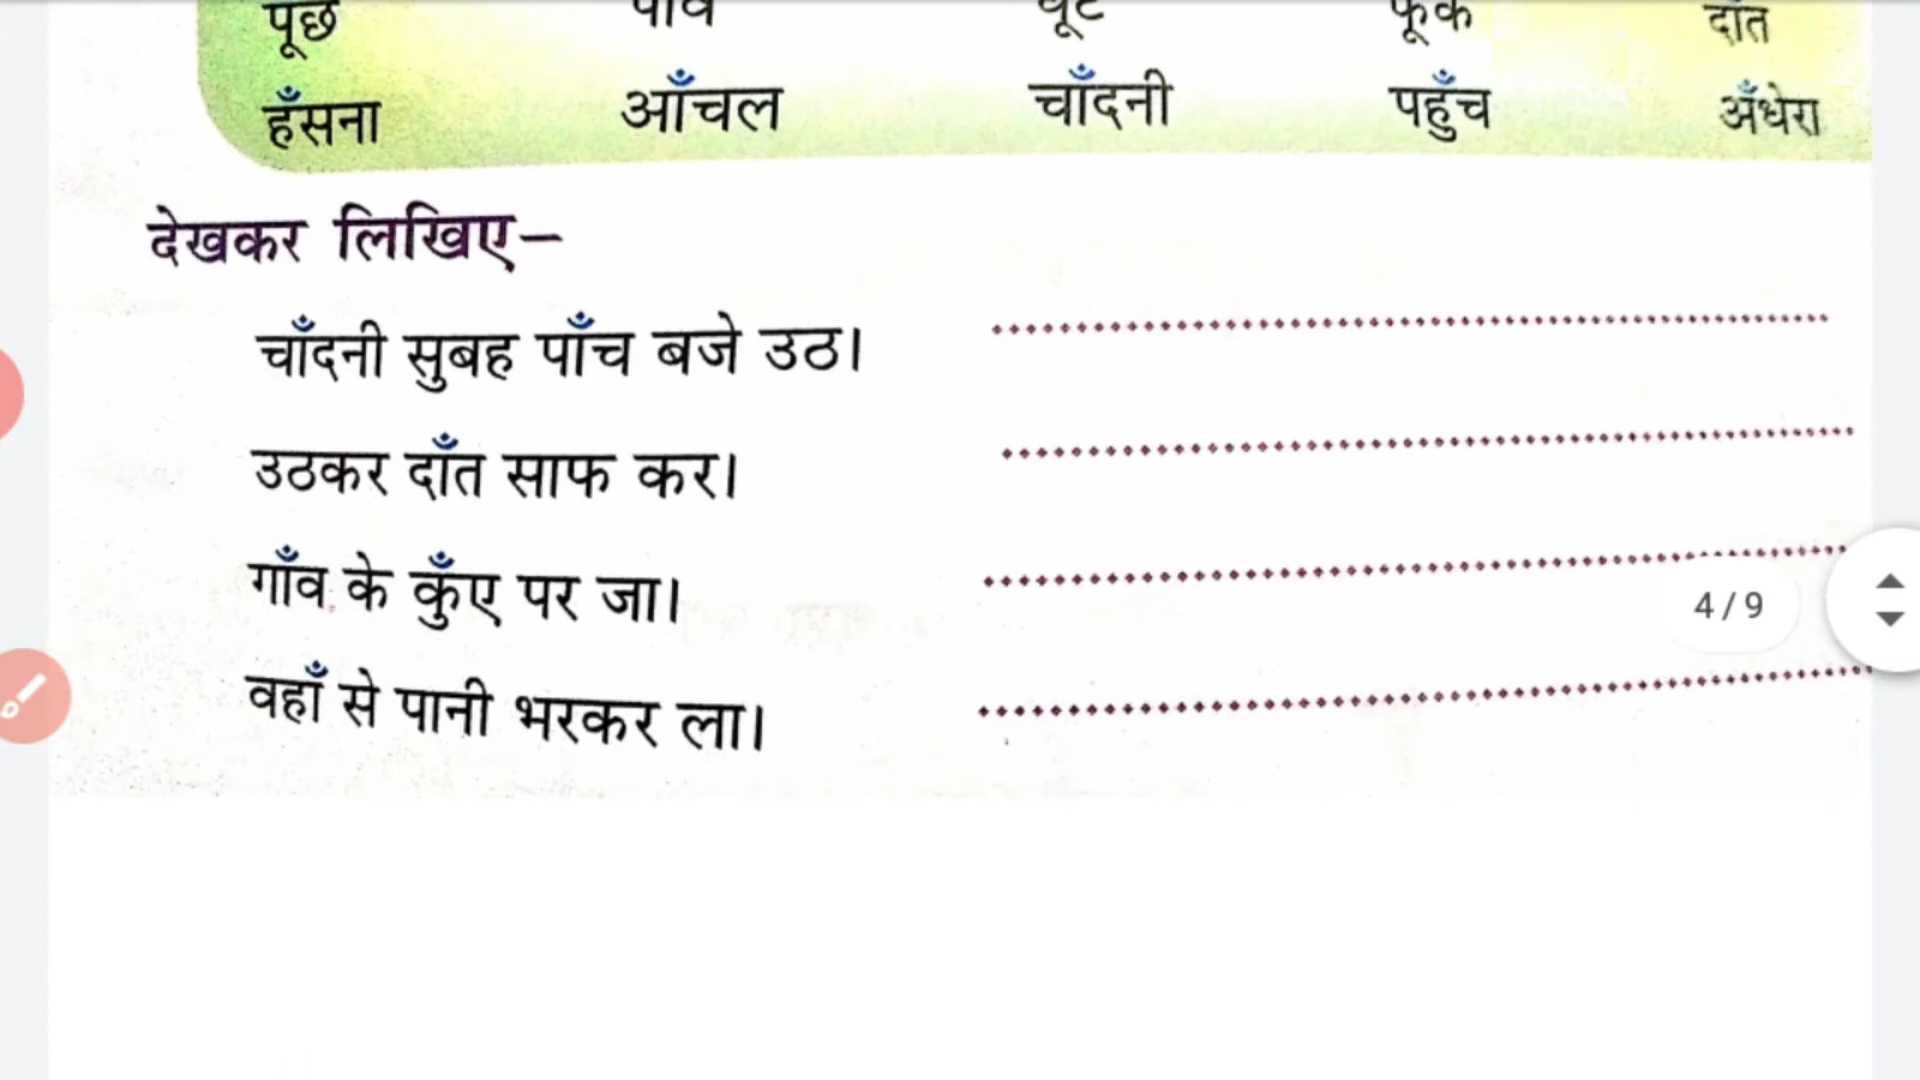 दाँत
हँसना आँचल चाँदनी पहुँच अँधेरा
देखकर लिखिए–
चाँदनी सुबह पाँच बजे उठ।
उठकर दाँत साफ कर।
गाँव के कुँए पर जा।
4 / 9
वहाँ से पानी भरकर ला।